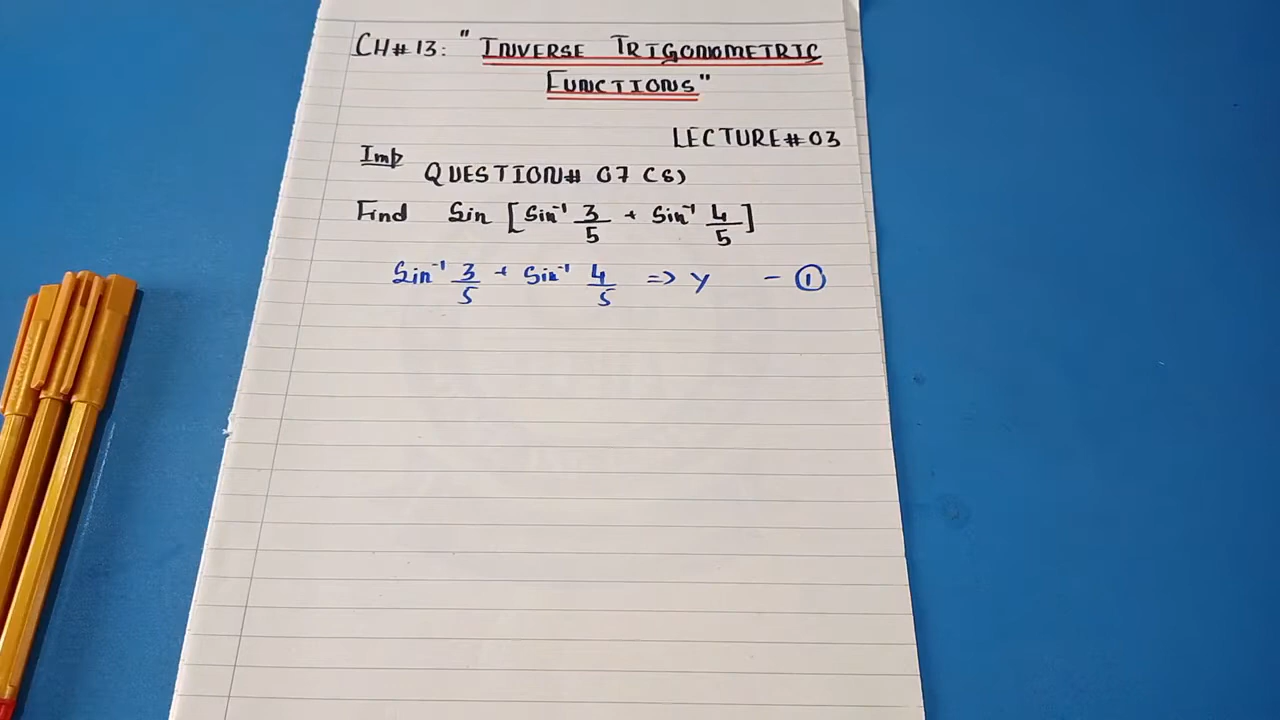 CH# 13: " INVERSE TRIGONOMETRIC
FUNCTIONS"
LECTURE# 03
Imp
QUESTION# 07 (6)
Find Sin [Sin⁻¹ 3/5 + Sin⁻¹ 4/5]
Sin⁻¹ 3/5 + Sin⁻¹ 4/5 => y - ①